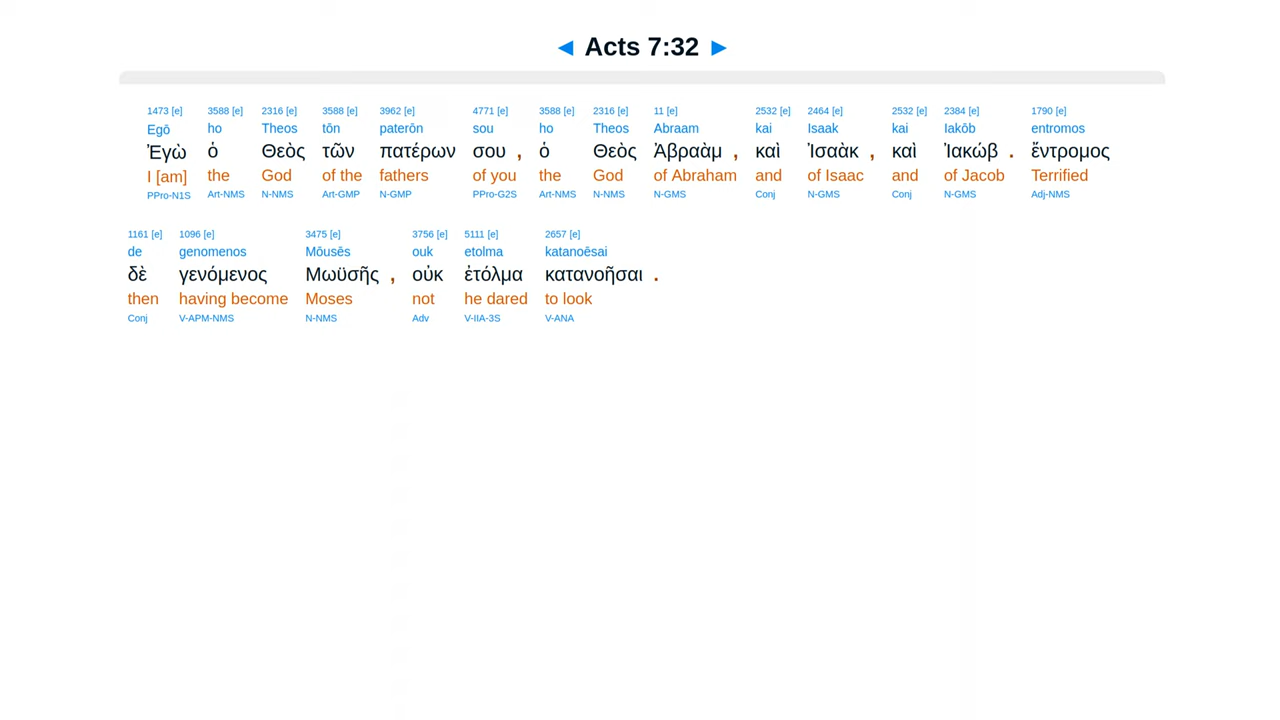 ◄ Acts 7:32 ►
1473 [e] 3588 [e] 2316 [e] 3588 [e] 3962 [e] 4771 [e] 3588 [e] 2316 [e] 11 [e] 2532 [e] 2464 [e] 2532 [e] 2384 [e] 1790 [e]
Egō ho Theos tōn paterōn sou ho Theos Abraam kai Isaak kai Iakōb entromos
Ἐγὼ ὁ Θεὸς τῶν πατέρων σου , ὁ Θεὸς Ἀβραὰμ , καὶ Ἰσαὰκ , καὶ Ἰακώβ . ἔντρομος
I [am] the God of the fathers of you the God of Abraham and of Isaac and of Jacob Terrified
PPro-N1S Art-NMS N-NMS Art-GMP N-GMP PPro-G2S Art-NMS N-NMS N-GMS Conj N-GMS Conj N-GMS Adj-NMS
1161 [e] 1096 [e] 3475 [e] 3756 [e] 5111 [e] 2657 [e]
de genomenos Mōusēs ouk etolma katanoēsai
δὲ γενόμενος Μωϋσῆς , οὐκ ἐτόλμα κατανοῆσαι .
then having become Moses not he dared to look
Conj V-APM-NMS N-NMS Adv V-IIA-3S V-ANA